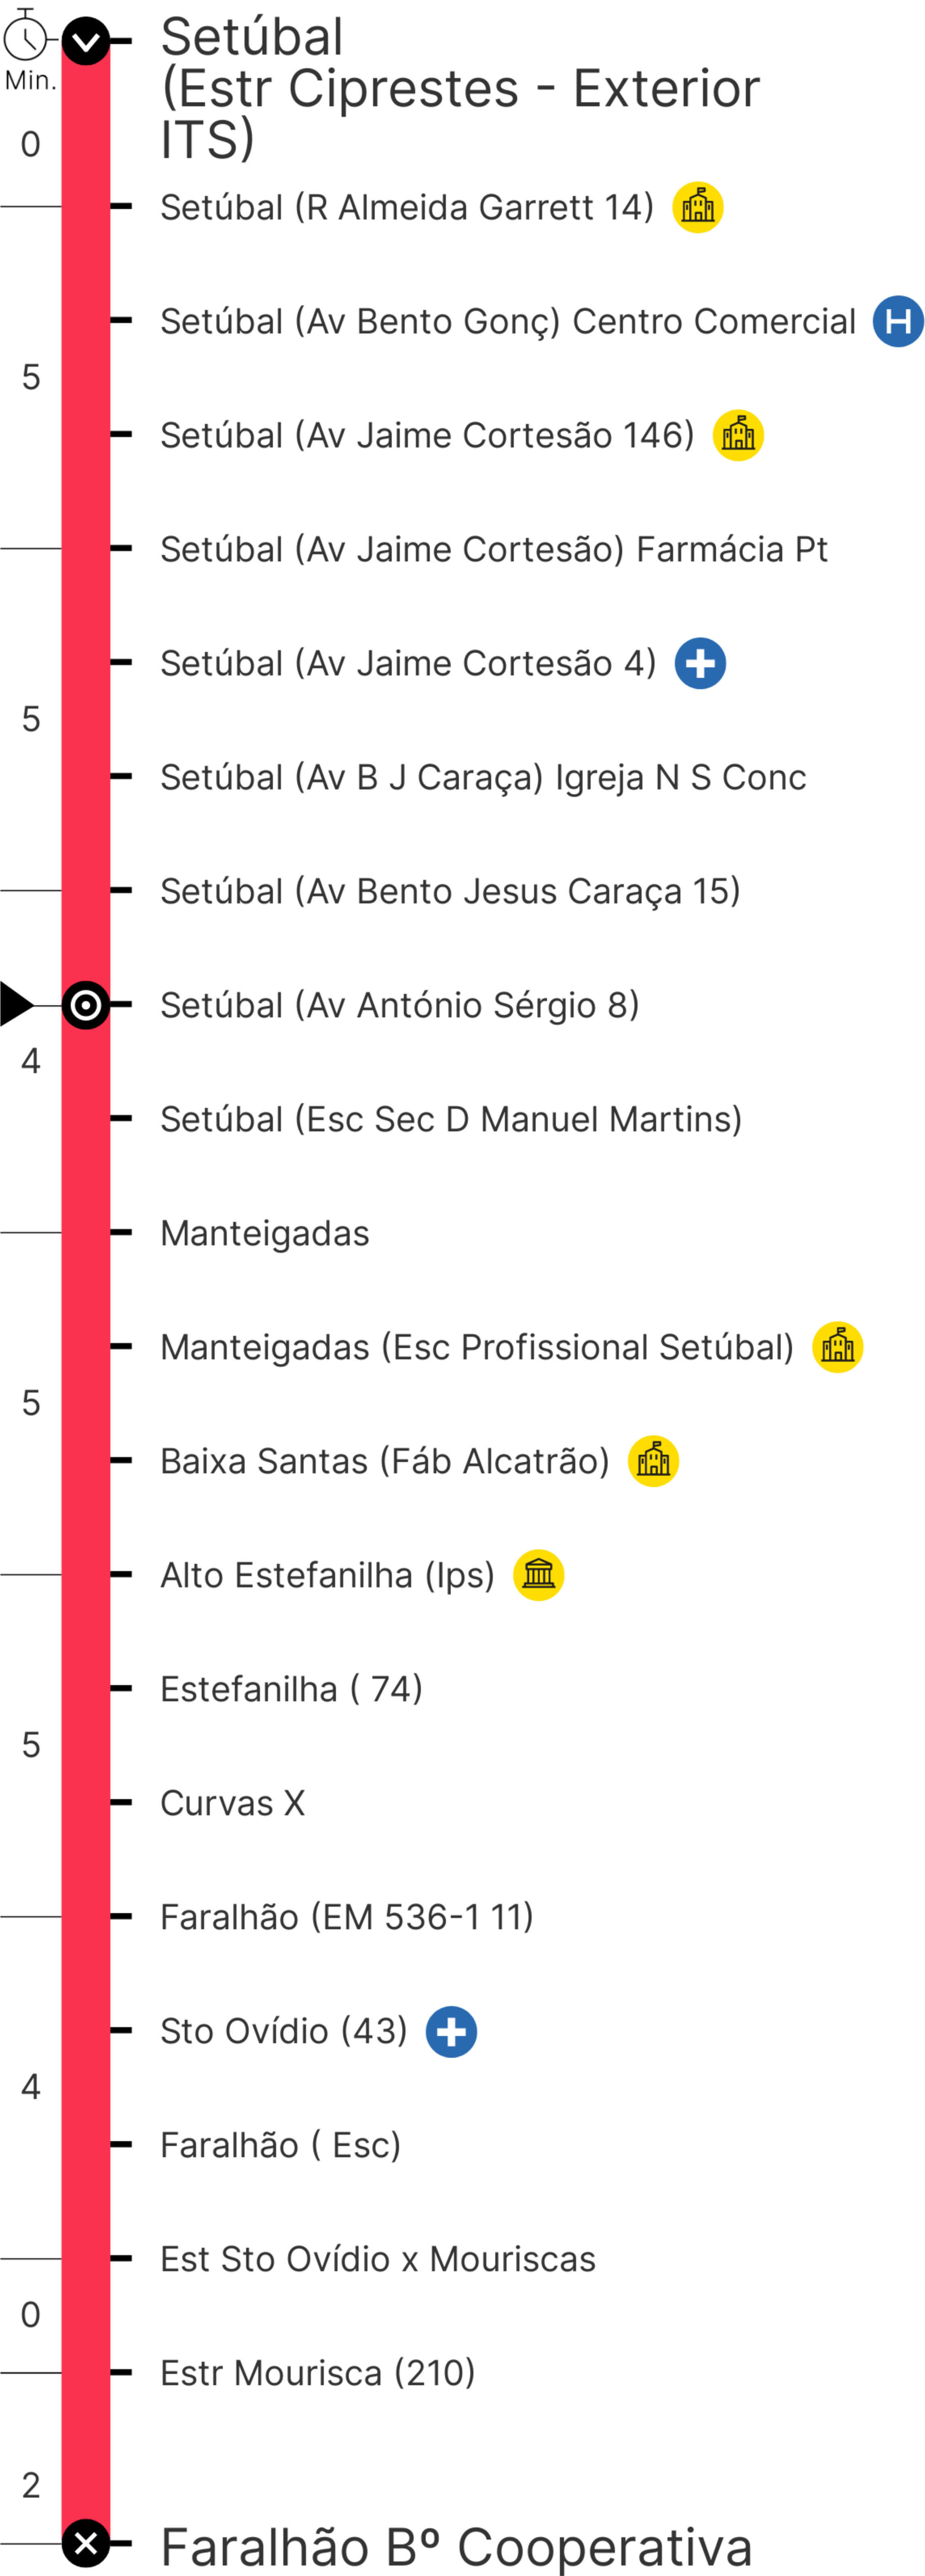 Setúbal
(Estr Ciprestes - Exterior
ITS)
Min.
0
Setúbal (R Almeida Garrett 14)
Setúbal (Av Bento Gonç) Centro Comercial H
5
Setúbal (Av Jaime Cortesão 146)
Setúbal (Av Jaime Cortesão) Farmácia Pt
Setúbal (Av Jaime Cortesão 4)
5
Setúbal (Av B J Caraça) Igreja N S Conc
Setúbal (Av Bento Jesus Caraça 15)
Setúbal (Av António Sérgio 8)
4
Setúbal (Esc Sec D Manuel Martins)
Manteigadas
Manteigadas (Esc Profissional Setúbal)
5
Baixa Santas (Fáb Alcatrão)
Alto Estefanilha (Ips)
Estefanilha ( 74)
5
Curvas X
Faralhão (EM 536-1 11)
Sto Ovídio (43)
4
Faralhão ( Esc)
Est Sto Ovídio x Mouriscas
0
Estr Mourisca (210)
2
Faralhão Bº Cooperativa